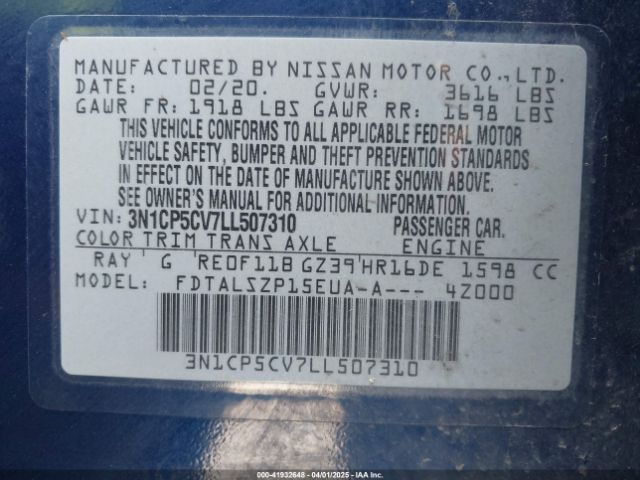 MANUFACTURED BY NISSAN MOTOR CO.,LTD.
DATE: 02/20. GVWR: 3616 LBS
GAWR FR: 1918 LBS GAWR RR: 1698 LBS
THIS VEHICLE CONFORMS TO ALL APPLICABLE FEDERAL MOTOR
VEHICLE SAFETY, BUMPER AND THEFT PREVENTION STANDARDS
IN EFFECT ON THE DATE OF MANUFACTURE SHOWN ABOVE.
SEE OWNER'S MANUAL FOR ADDITIONAL INFORMATION.
VIN: 3N1CP5CV7LL507310 PASSENGER CAR.
COLOR TRIM TRANS AXLE ENGINE
RAY G RE0F11B GZ39 HR16DE 1598 CC
MODEL: FDTALSZP15EUA-A--- 4Z000
3N1CP5CV7LL507310
000-41932648 04/01/2025 IAA Inc.